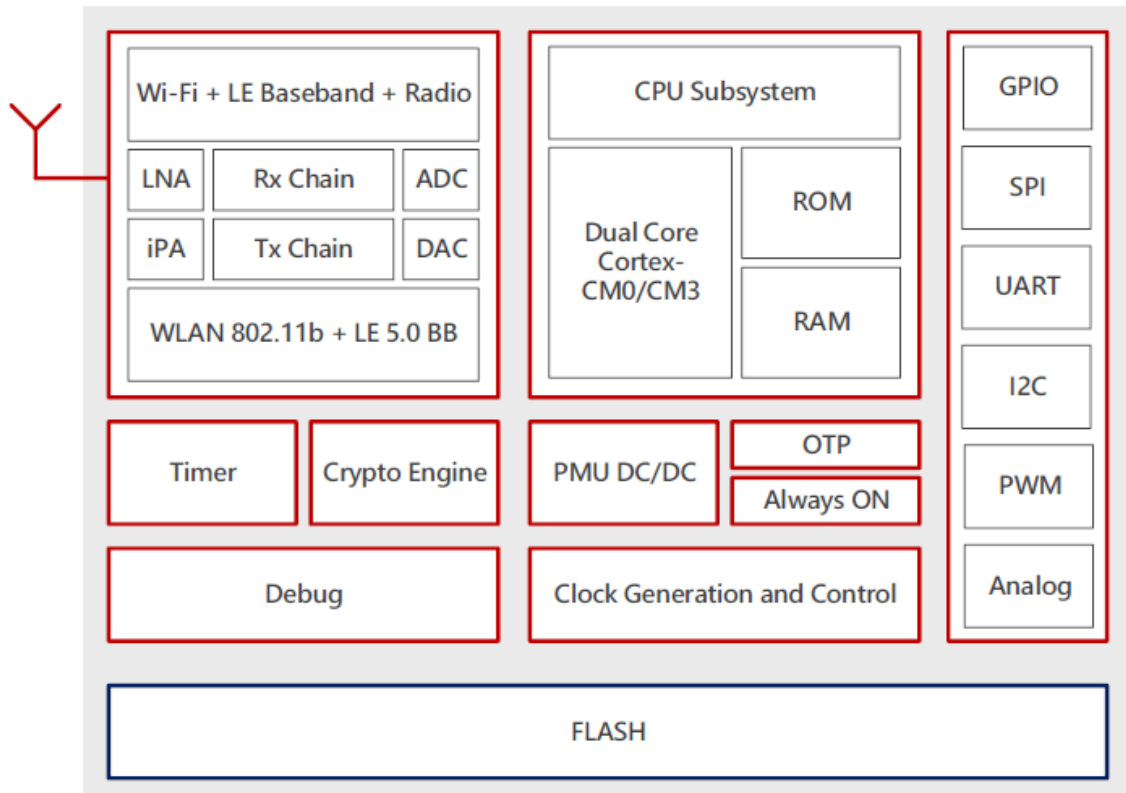 Wi-Fi + LE Baseband + Radio
LNA
Rx Chain
ADC
iPA
Tx Chain
DAC
WLAN 802.11b + LE 5.0 BB
CPU Subsystem
Dual Core
Cortex-
CM0/CM3
ROM
RAM
GPIO
SPI
UART
I2C
PWM
Analog
Timer
Crypto Engine
PMU DC/DC
OTP
Always ON
Debug
Clock Generation and Control
FLASH